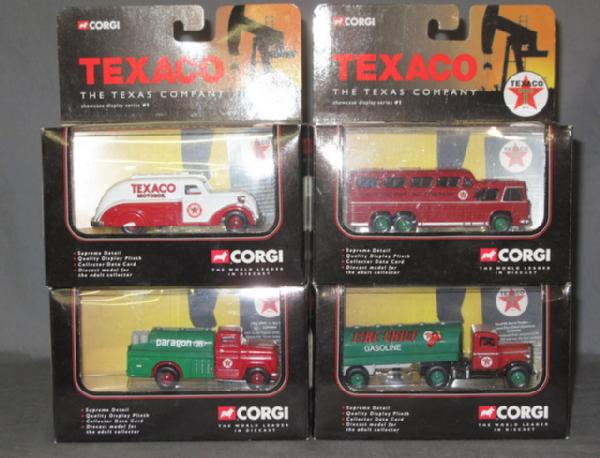 CORGI
TEXACO
THE TEXAS COMPANY
showcase display series #1
CORGI
TEXACO
THE TEXAS COMPANY
showcase display series #1
TEXACO
T
TEXACO
MOTOROIL
• Supreme Detail
• Quality Display Plinth
• Collector Data Card
• Diecast model for
the adult collector
CORGI
THE WORLD LEADER
IN DIECAST
• Supreme Detail
• Quality Display Plinth
• Collector Data Card
• Diecast model for
the adult collector
CORGI
THE WORLD LEADER
IN DIECAST
paragon
• Supreme Detail
• Quality Display Plinth
• Collector Data Card
• Diecast model for
the adult collector
CORGI
THE WORLD LEADER
IN DIECAST
FIRE-CHIEF
GASOLINE
• Supreme Detail
• Quality Display Plinth
• Collector Data Card
• Diecast model for
the adult collector
CORGI
THE WORLD LEADER
IN DIECAST